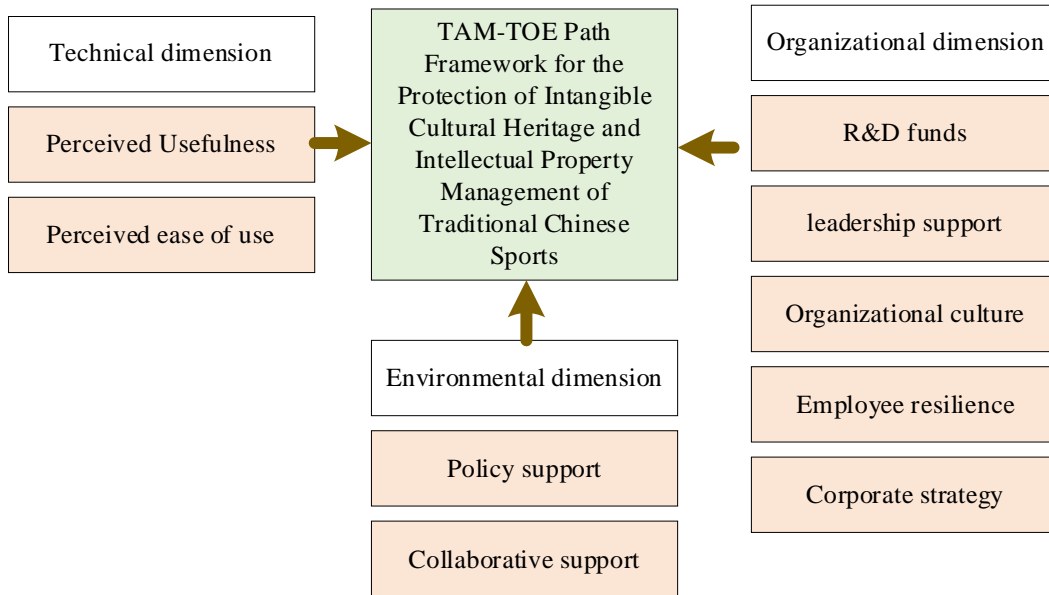 Technical dimension
Perceived Usefulness
Perceived ease of use
TAM-TOE Path
Framework for the
Protection of Intangible
Cultural Heritage and
Intellectual Property
Management of
Traditional Chinese
Sports
Environmental dimension
Policy support
Collaborative support
Organizational dimension
R&D funds
leadership support
Organizational culture
Employee resilience
Corporate strategy